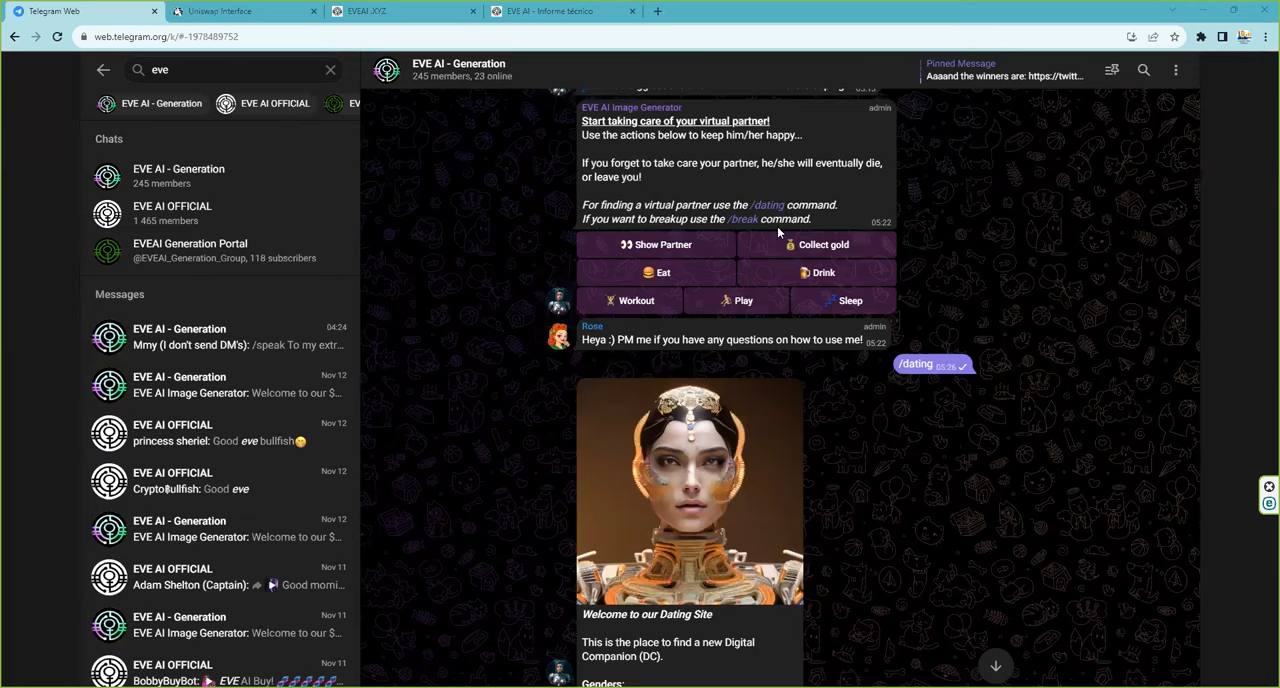 Telegram Web
Uniswap Interface
EVEAI .XYZ
EVE AI - Informe técnico
web.telegram.org/k/#-1978489752
eve
EVE AI - Generation
EVE AI OFFICIAL
EV
Chats
EVE AI - Generation
245 members
EVE AI OFFICIAL
1 465 members
EVEAI Generation Portal
@EVEAI_Generation_Group, 118 subscribers
Messages
EVE AI - Generation 04:24
Mmy (I don't send DM's): /speak To my extr...
EVE AI - Generation Nov 12
EVE AI Image Generator: Welcome to our $...
EVE AI OFFICIAL Nov 12
princess sheriel: Good eve bullfish
EVE AI OFFICIAL Nov 12
CryptoBullfish: Good eve
EVE AI - Generation Nov 12
EVE AI Image Generator: Welcome to our $...
EVE AI OFFICIAL Nov 11
Adam Shelton (Captain): Good morni...
EVE AI - Generation Nov 11
EVE AI Image Generator: Welcome to our $...
EVE AI OFFICIAL Nov 11
BobbyBuyBot: EVE AI Buy!
EVE AI - Generation
245 members, 23 online
Pinned Message
Aaaand the winners are: https://twitt...
EVE AI Image Generator admin
Start taking care of your virtual partner!
Use the actions below to keep him/her happy...
If you forget to take care your partner, he/she will eventually die,
or leave you!
For finding a virtual partner use the /dating command.
If you want to breakup use the /break command.
05:22
Show Partner
Collect gold
Eat
Drink
Workout
Play
Sleep
Rose admin
Heya :) PM me if you have any questions on how to use me! 05:22
/dating 05:26
Welcome to our Dating Site
This is the place to find a new Digital
Companion (DC).
Genders: